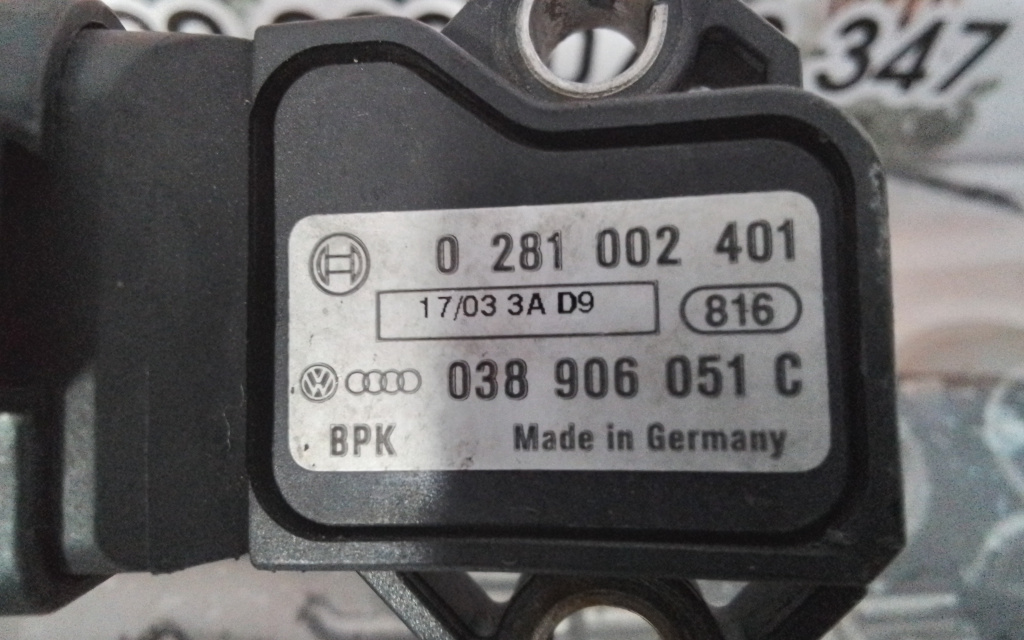 347
0 281 002 401
17/03 3A D9
816
038 906 051 C
BPK
Made in Germany